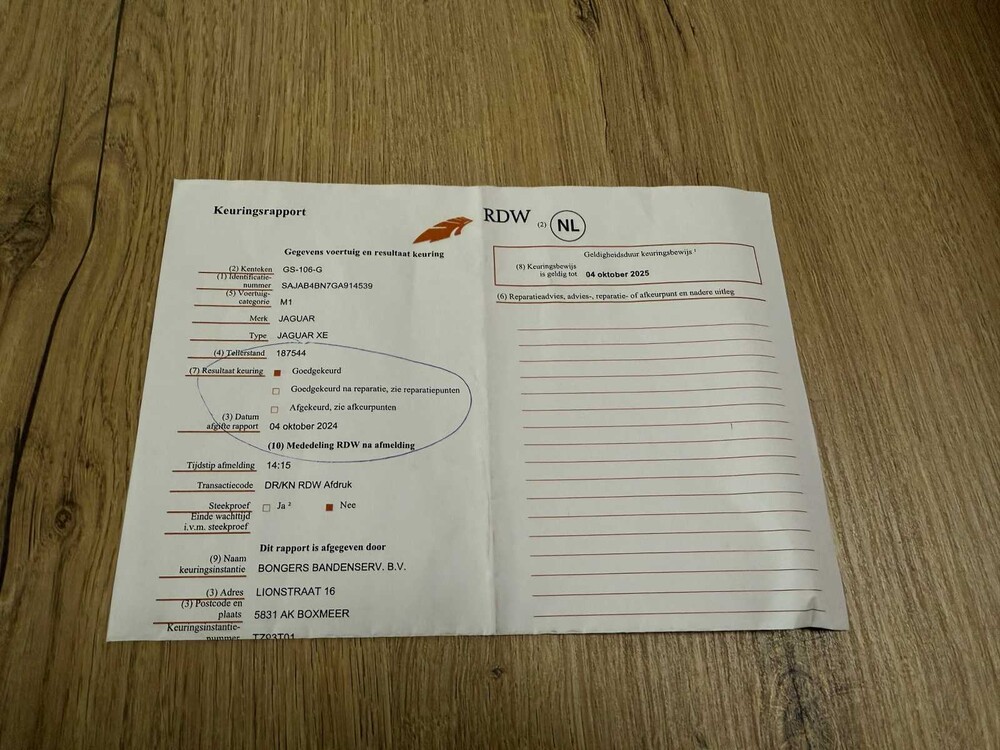 Keuringsrapport
Gegevens voertuig en resultaat keuring
(2) Kenteken GS-106-G
(1) Identificatie-
nummer SAJAB4BN7GA914539
(5) Voertuig-
categorie M1
Merk JAGUAR
Type JAGUAR XE
(4) Tellerstand 187544
(7) Resultaat keuring Goedgekeurd
Goedgekeurd na reparatie, zie reparatiepunten
Afgekeurd, zie afkeurpunten
(3) Datum
afgifte rapport 04 oktober 2024
(10) Mededeling RDW na afmelding
Tijdstip afmelding 14:15
Transactiecode DR/KN RDW Afdruk
Steekproef Ja ² Nee
Einde wachttijd
i.v.m. steekproef
Dit rapport is afgegeven door
(9) Naam
keuringsinstantie BONGERS BANDENSERV. B.V.
(3) Adres LIONSTRAAT 16
(3) Postcode en
plaats 5831 AK BOXMEER
Keuringsinstantie-
nummer TZ93T01
RDW (2) NL
Geldigheidsduur keuringsbewijs ¹
(8) Keuringsbewijs
is geldig tot 04 oktober 2025
(6) Reparatieadvies, advies-, reparatie- of afkeurpunt en nadere uitleg